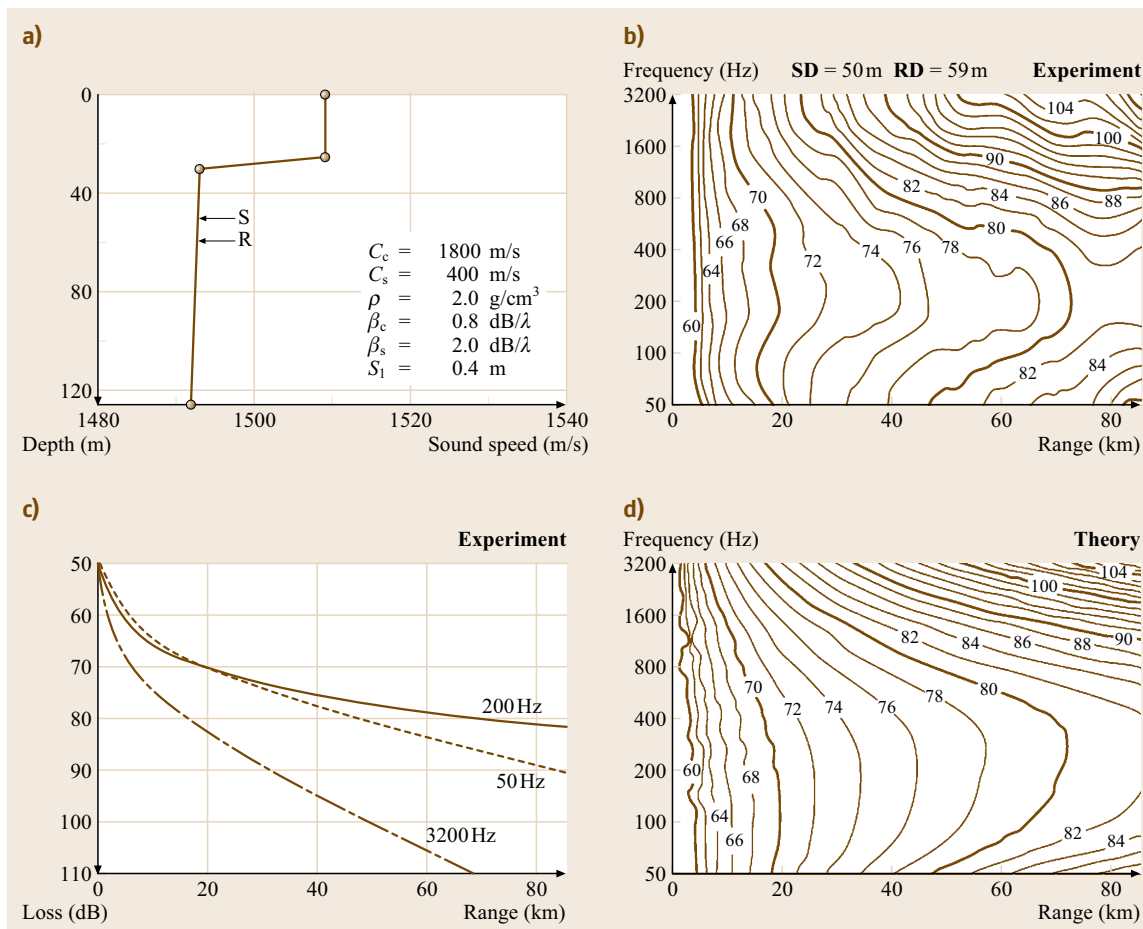 a)
0
40
80
120
1480
1500
1520
1540
Depth (m)
Sound speed (m/s)
S
R
C_c = 1800 m/s
C_s = 400 m/s
ρ = 2.0 g/cm³
β_c = 0.8 dB/λ
β_s = 2.0 dB/λ
S_1 = 0.4 m
b)
Frequency (Hz) SD = 50 m RD = 59 m Experiment
3200
1600
800
400
200
100
50
104
100
90
88
86
84
82
80
78
76
74
72
70
68
66
64
60
82
84
0 20 40 60 80
Range (km)
c)
Experiment
50
60
70
80
90
100
110
200 Hz
50 Hz
3200 Hz
0 20 40 60 80
Loss (dB)
Range (km)
d)
Frequency (Hz) Theory
3200
1600
800
400
200
100
50
104
100
90
88
86
84
82
80
78
76
74
72
70
68
66
64
60
82
84
0 20 40 60 80
Range (km)